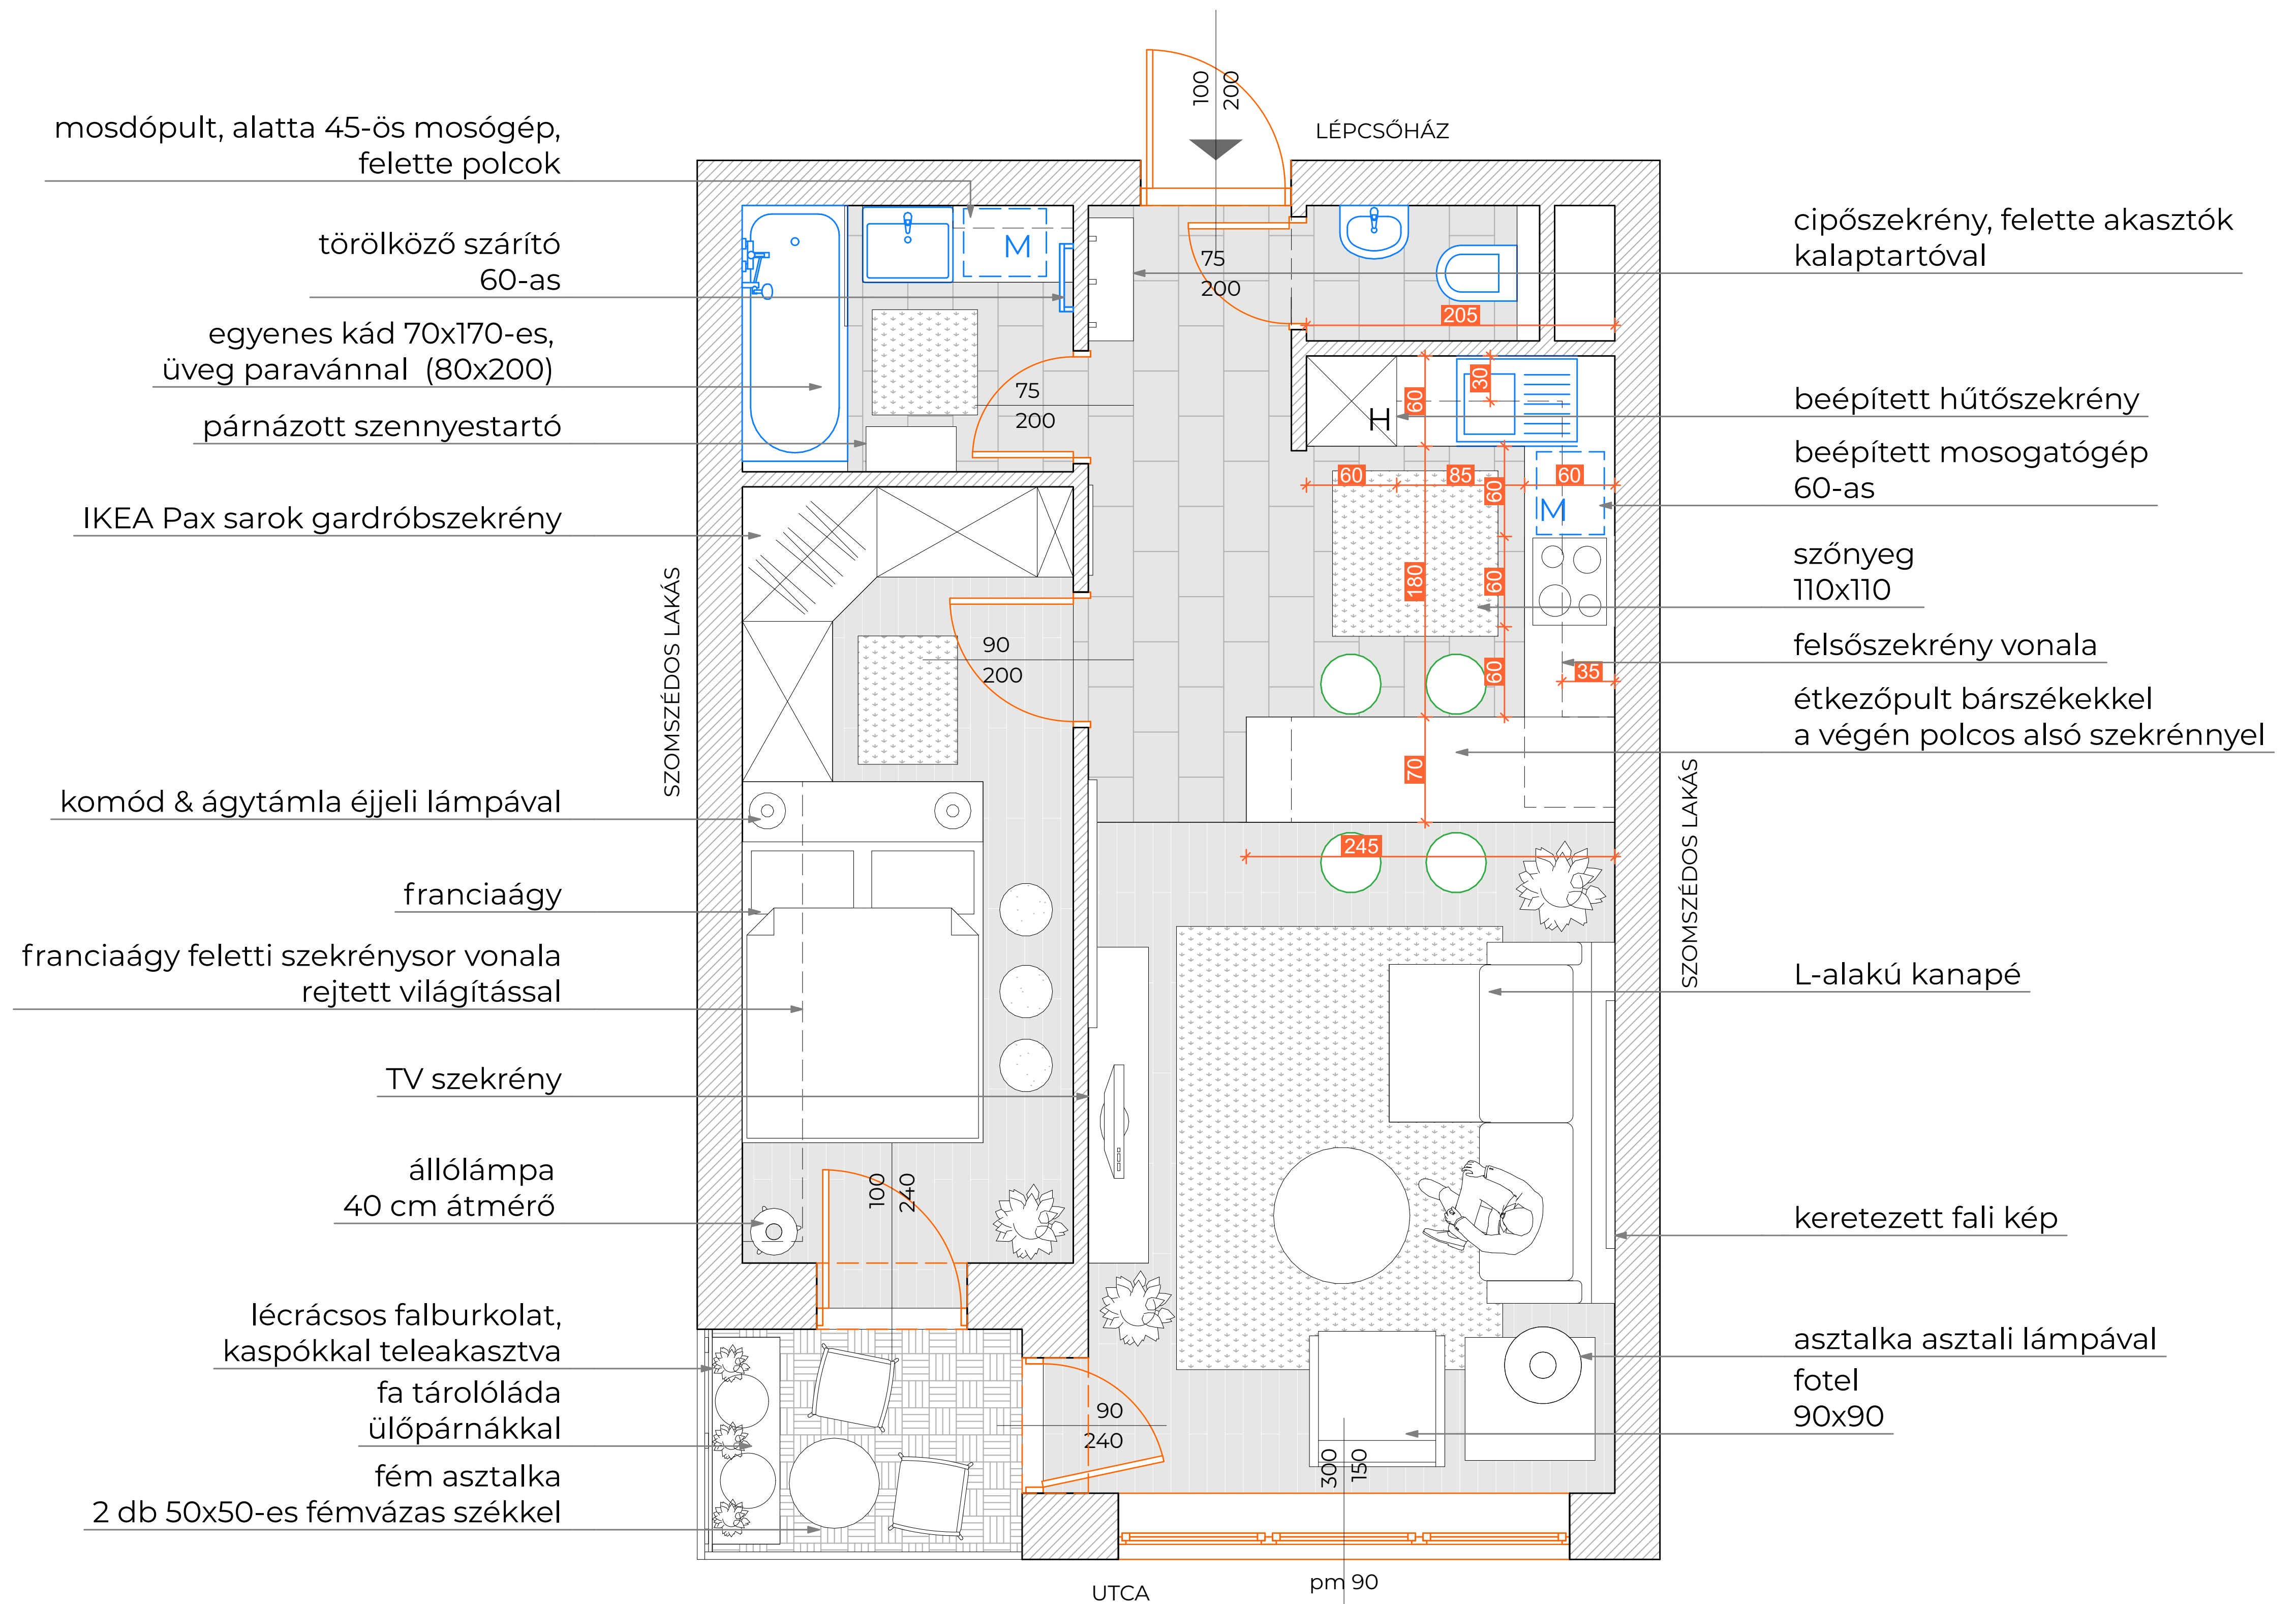 mosdópult, alatta 45-ös mosógép,
felette polcok
törölköző szárító
60-as
egyenes kád 70x170-es,
üveg paravánnal (80x200)
párnázott szennyestartó
IKEA Pax sarok gardróbszekrény
komód & ágytámla éjjeli lámpával
franciaágy
franciaágy feletti szekrénysor vonala
rejtett világítással
TV szekrény
állólámpa
40 cm átmérő
lécrácsos falburkolat,
kaspókkal teleakasztva
fa tárolóláda
ülőpárnákkal
fém asztalka
2 db 50x50-es fémvázas székkel
SZOMSZÉDOS LAKÁS
100
200
LÉPCSŐHÁZ
M
75
200
205
75
200
H
60
30
60
85
60
60
M
180
60
90
200
60
35
70
245
100
240
90
240
300
150
pm 90
UTCA
SZOMSZÉDOS LAKÁS
cipőszekrény, felette akasztók
kalaptartóval
beépített hűtőszekrény
beépített mosogatógép
60-as
szőnyeg
110x110
felsőszekrény vonala
étkezőpult bárszékekkel
a végén polcos alsó szekrénnyel
L-alakú kanapé
keretezett fali kép
asztalka asztali lámpával
fotel
90x90